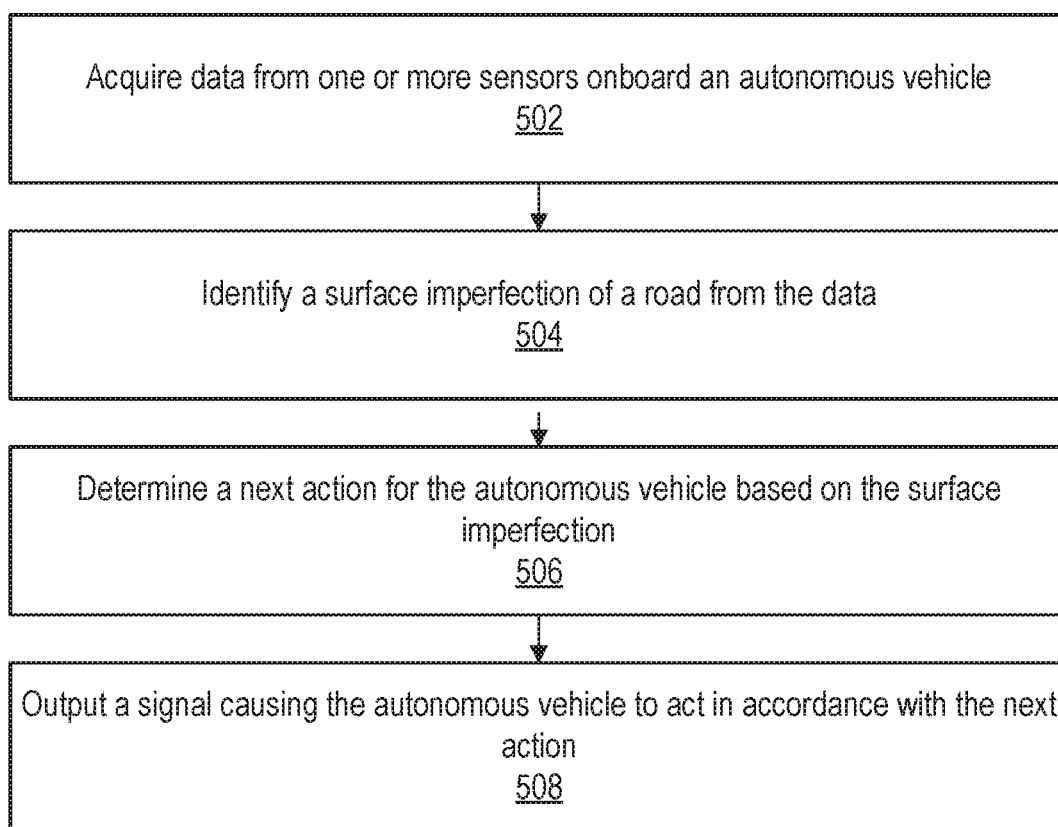 Acquire data from one or more sensors onboard an autonomous vehicle
502
Identify a surface imperfection of a road from the data
504
Determine a next action for the autonomous vehicle based on the surface
imperfection
506
Output a signal causing the autonomous vehicle to act in accordance with the next
action
508